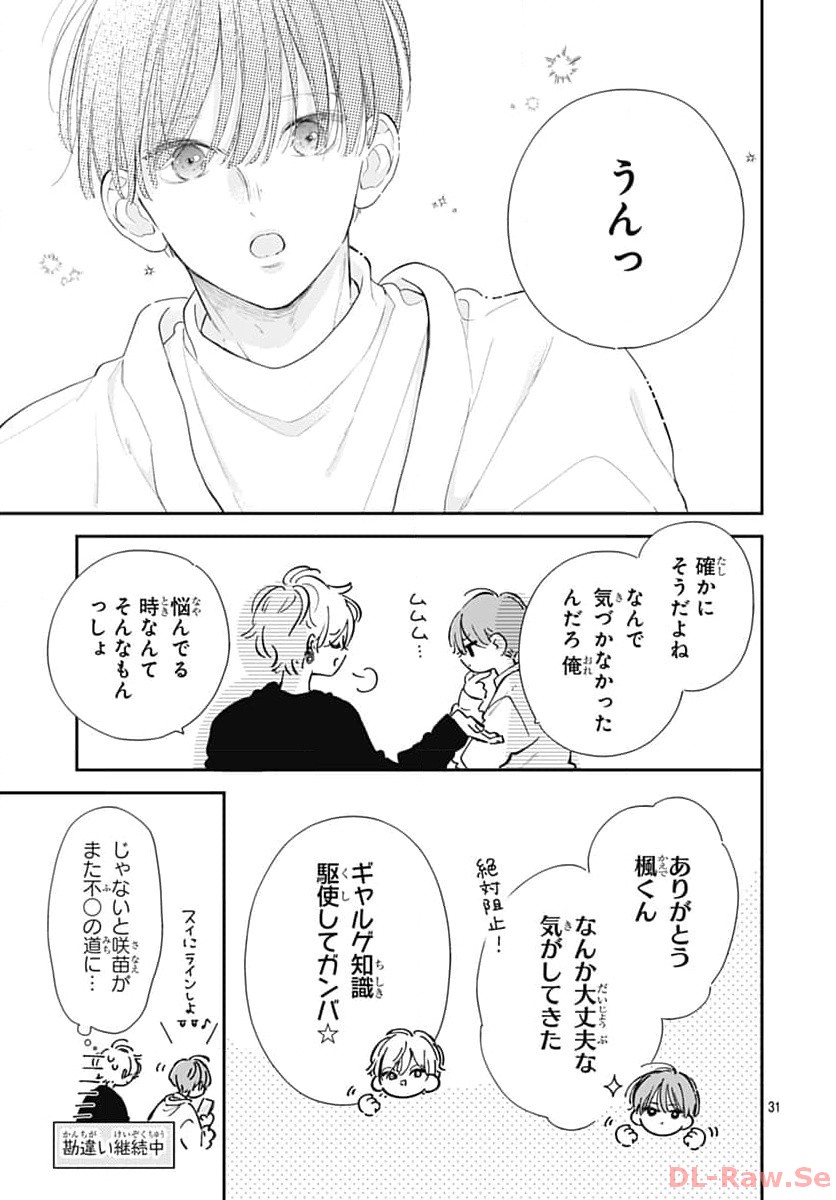 うんっ
確かに
そうだよね
なんで
気づかなかった
んだろ俺
ムムム…
悩んでる
時なんて
そんなもん
っしょ
ありがとう
楓くん
なんか大丈夫な
気がしてきた
絶対阻止!
ギャルゲ知識
駆使してガンバ☆
じゃないと咲苗が
また不〇の道に…
スイにラインしよ
♫♪
勘違い継続中
31
DL-Raw.Se